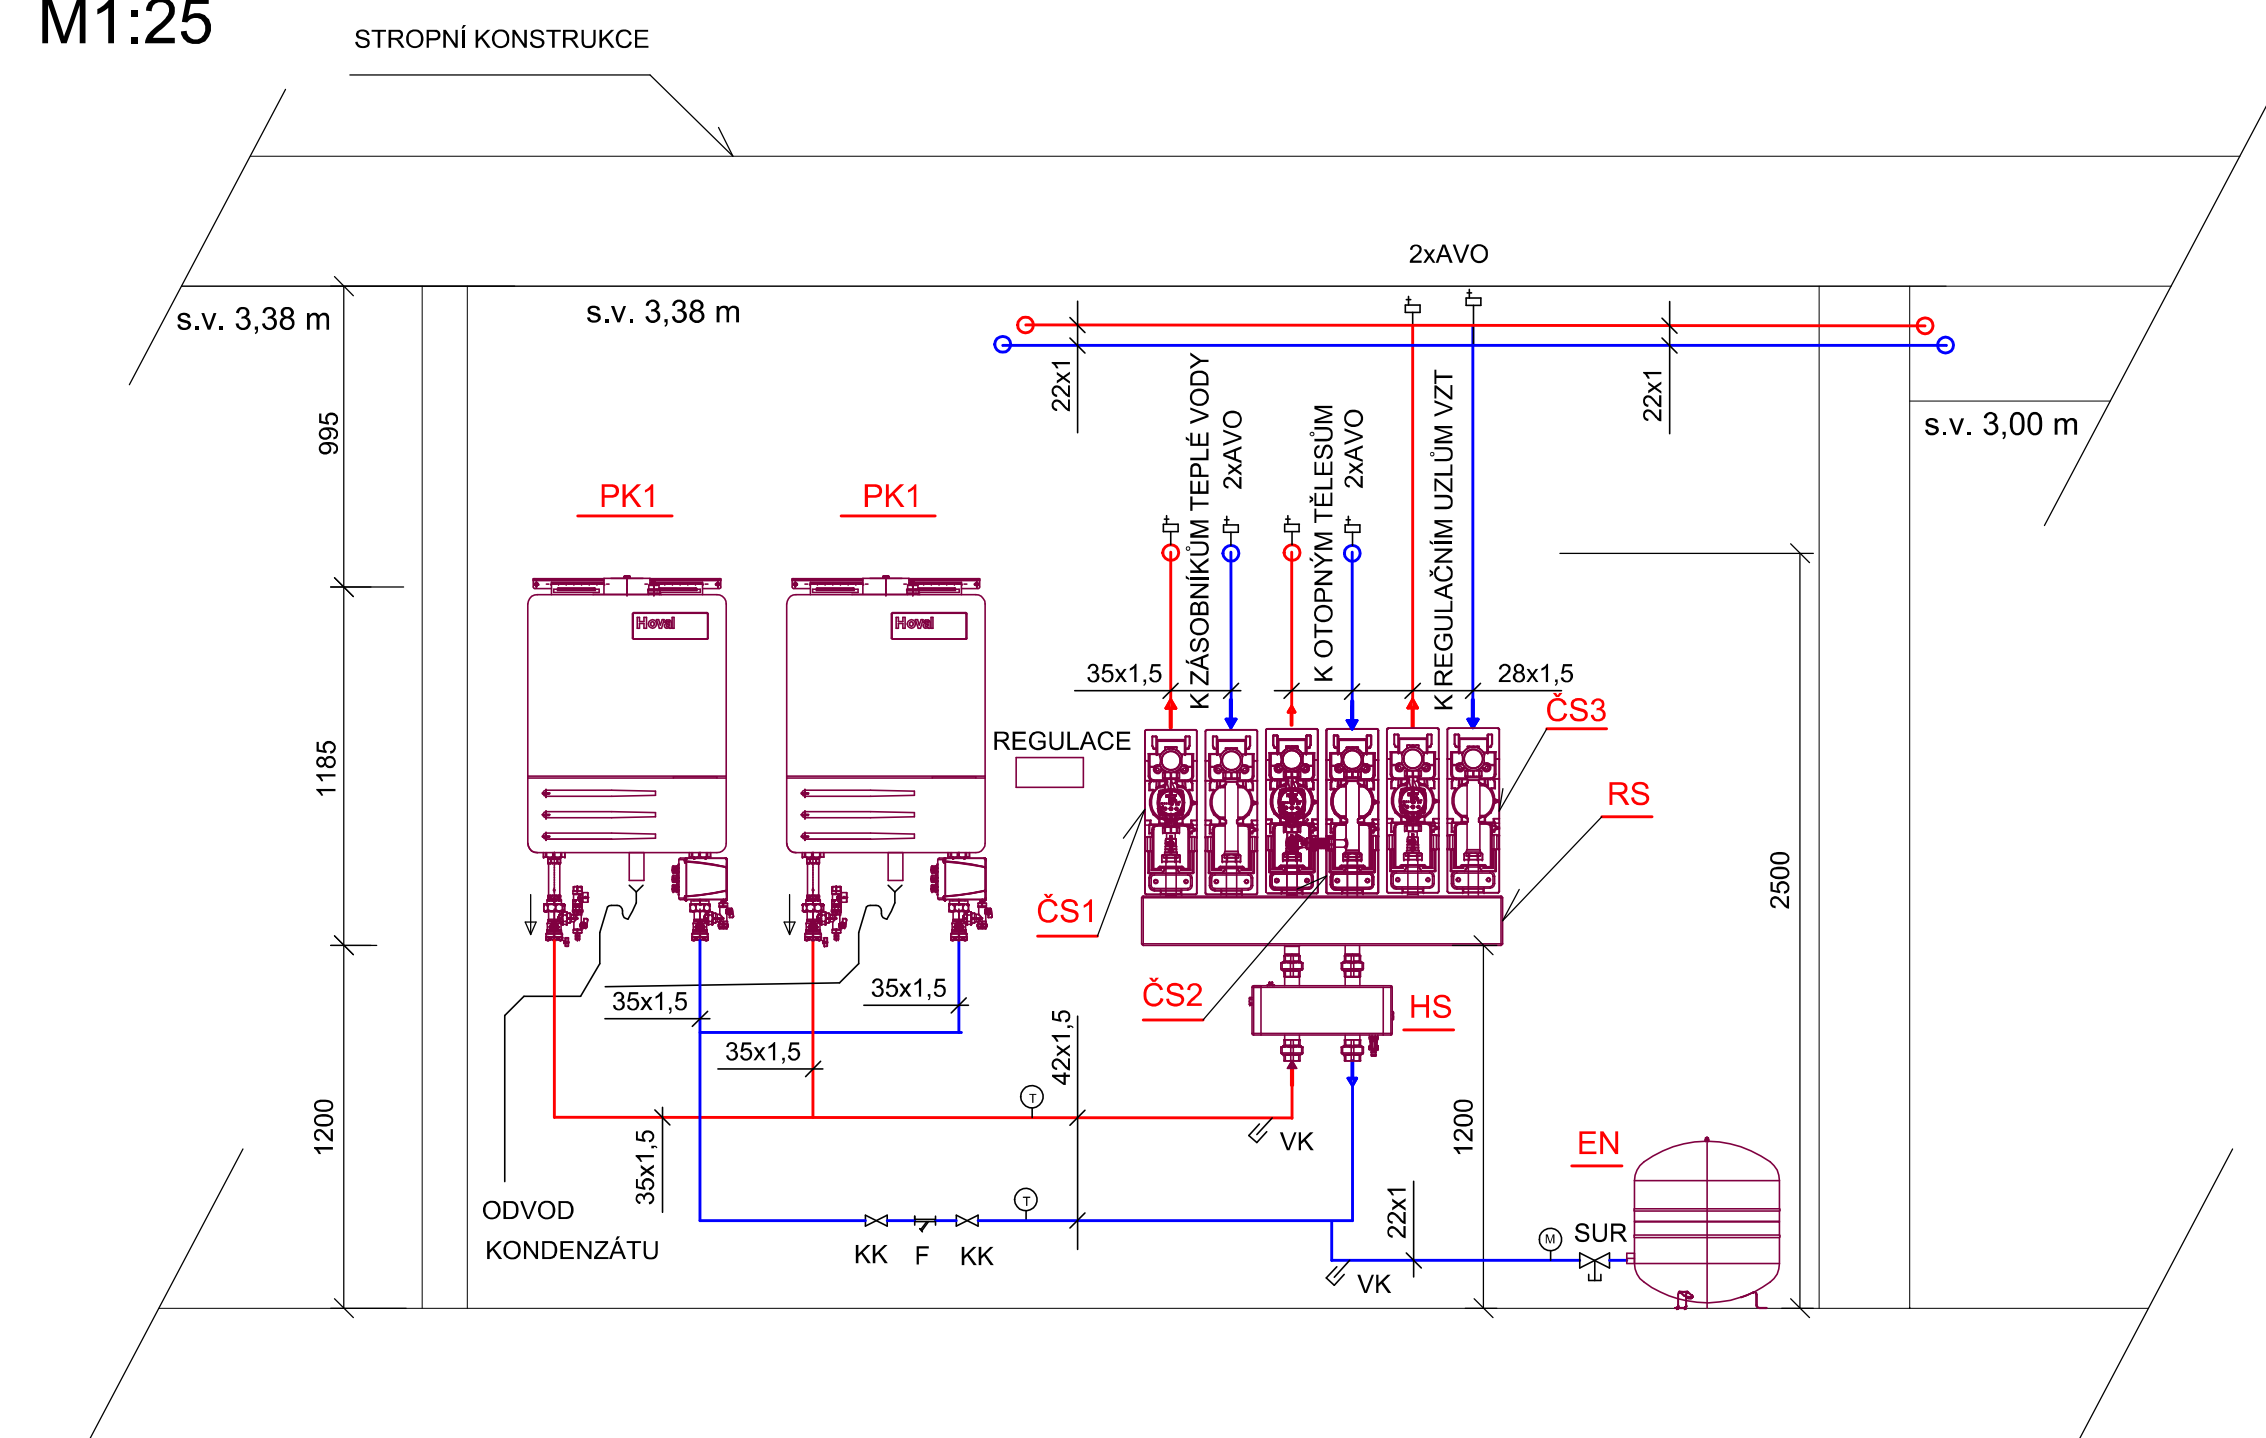 M1:25
STROPNÍ KONSTRUKCE
2xAVO
s.v. 3,38 m
s.v. 3,38 m
s.v. 3,00 m
22x1
22x1
995
1185
1200
PK1
PK1
Hoval
Hoval
K ZÁSOBNÍKŮM TEPLÉ VODY
2xAVO
K OTOPNÝM TĚLESŮM
2xAVO
K REGULAČNÍM UZLŮM VZT
35x1,5
28x1,5
REGULACE
ČS3
RS
ČS1
ČS2
HS
2500
35x1,5
35x1,5
35x1,5
42x1,5
35x1,5
T
VK
1200
EN
T
22x1
ODVOD
KONDENZÁTU
KK
F
KK
M
SUR
VK